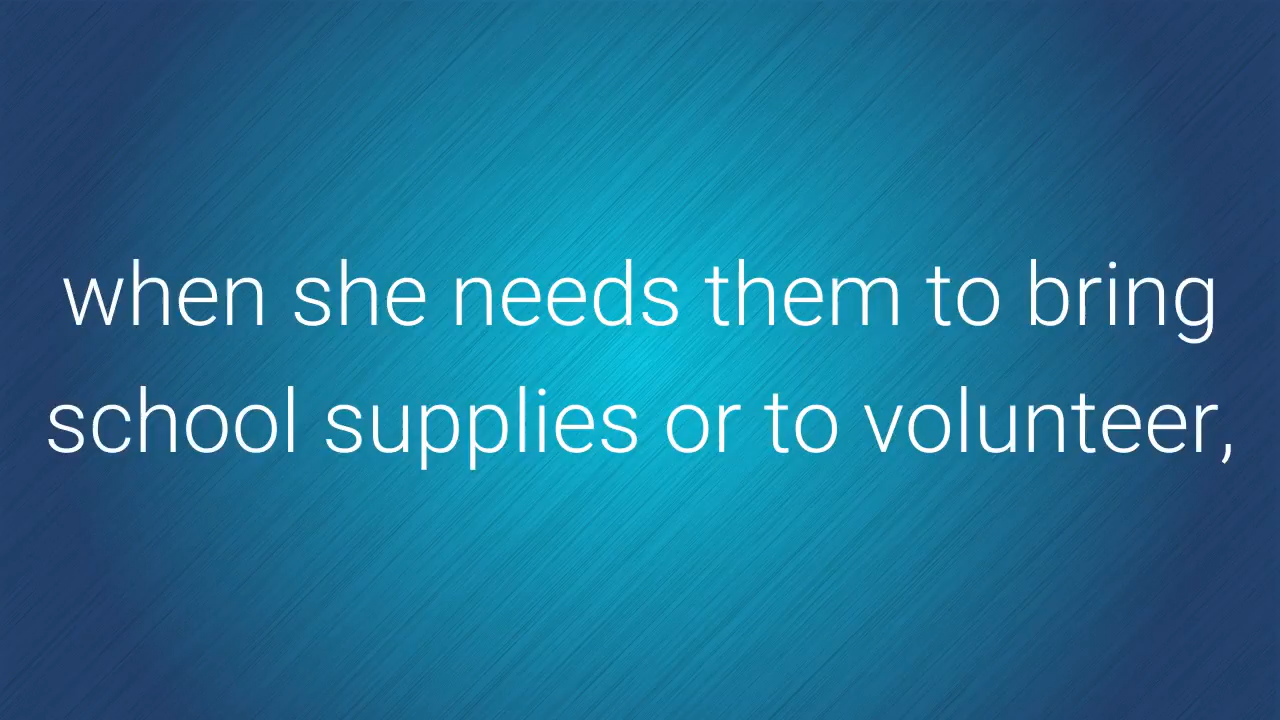 when she needs them to bring
school supplies or to volunteer,